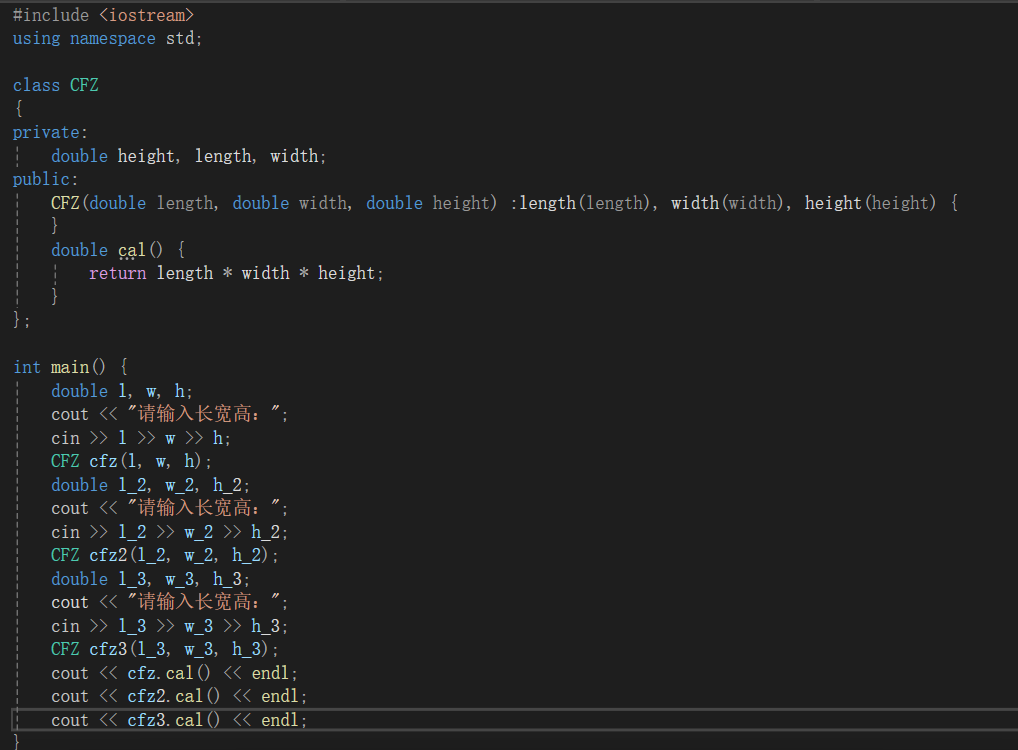 #include <iostream>
using namespace std;
class CFZ
{
private:
double height, length, width;
public:
CFZ(double length, double width, double height) :length(length), width(width), height(height) {
}
double cal() {
return length * width * height;
}
};
int main() {
double l, w, h;
cout << "请输入长宽高：";
cin >> l >> w >> h;
CFZ cfz(l, w, h);
double l_2, w_2, h_2;
cout << "请输入长宽高：";
cin >> l_2 >> w_2 >> h_2;
CFZ cfz2(l_2, w_2, h_2);
double l_3, w_3, h_3;
cout << "请输入长宽高：";
cin >> l_3 >> w_3 >> h_3;
CFZ cfz3(l_3, w_3, h_3);
cout << cfz.cal() << endl;
cout << cfz2.cal() << endl;
cout << cfz3.cal() << endl;
}